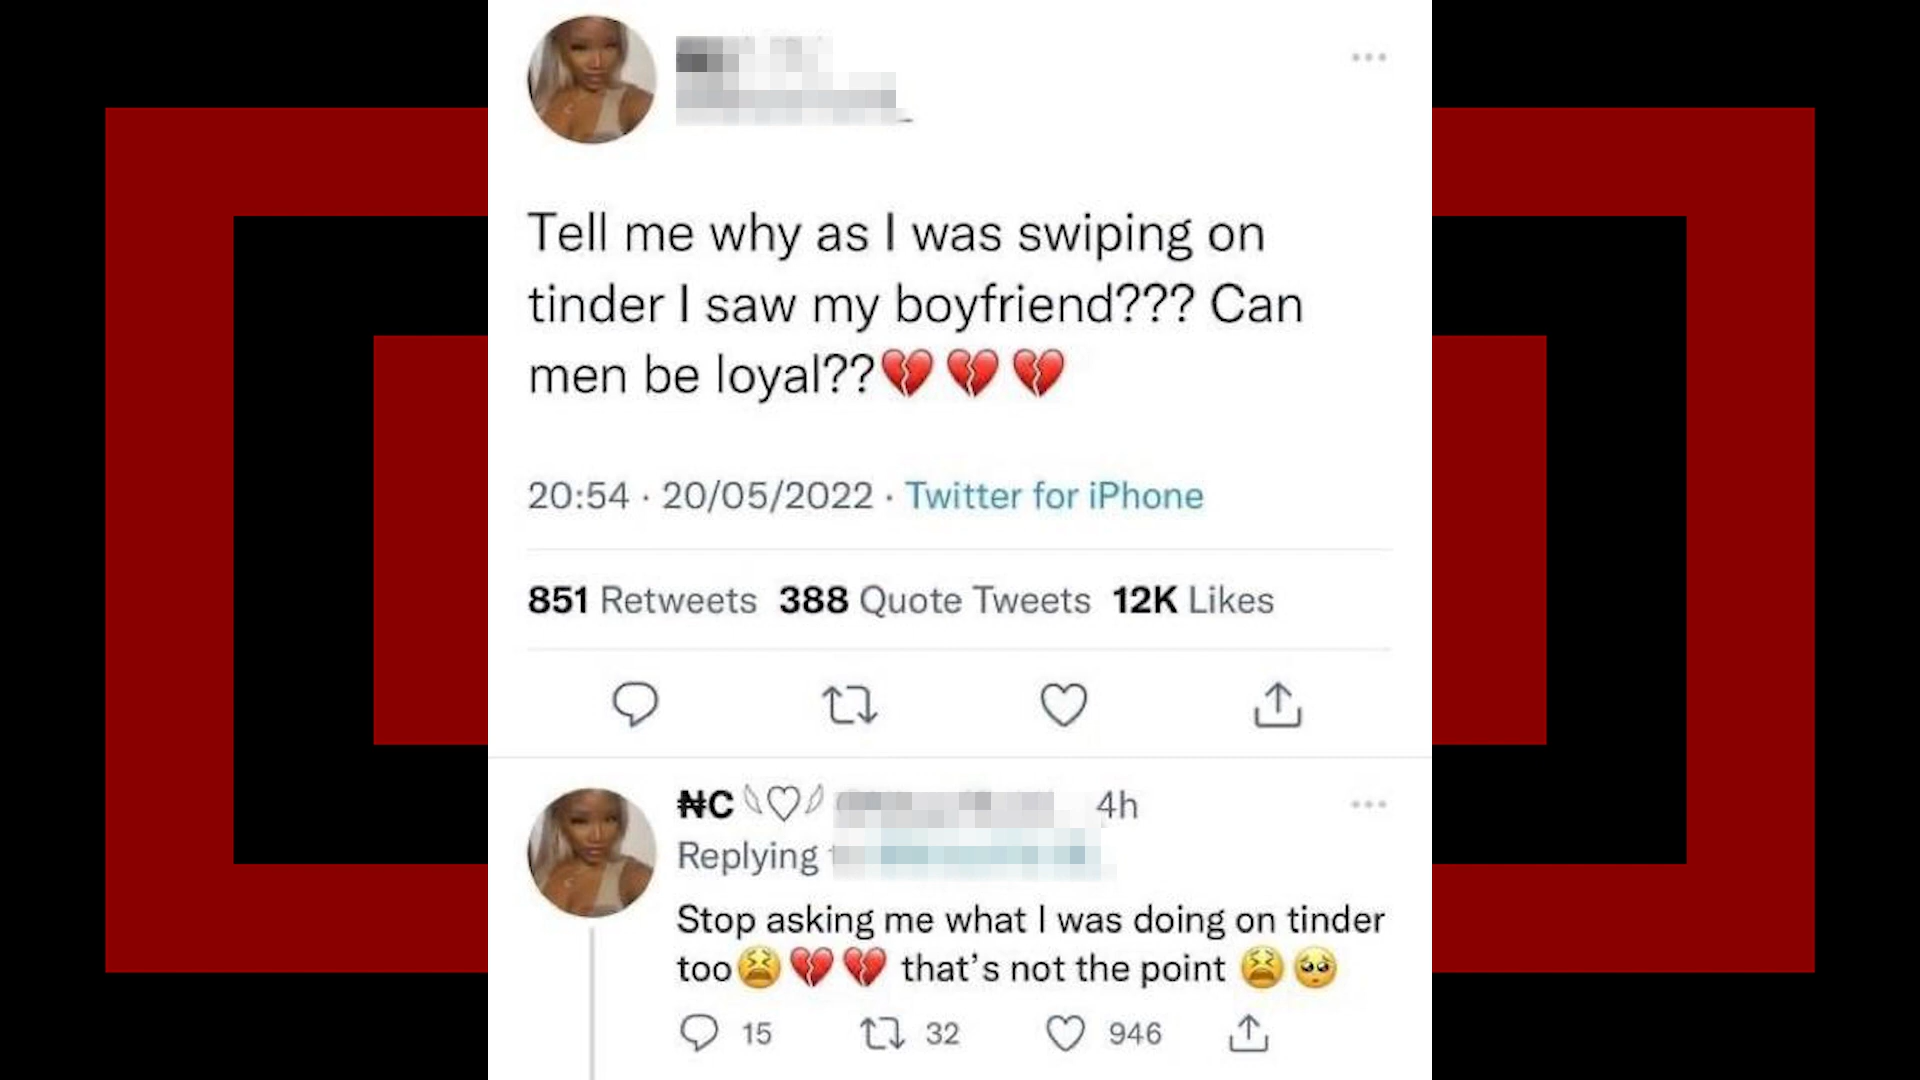 Tell me why as I was swiping on
tinder I saw my boyfriend??? Can
men be loyal??💔💔💔
20:54 · 20/05/2022 · Twitter for iPhone
851 Retweets 388 Quote Tweets 12K Likes
₦C 4h
Replying
Stop asking me what I was doing on tinder
too😫💔💔 that's not the point 😫🥺
15 32 946